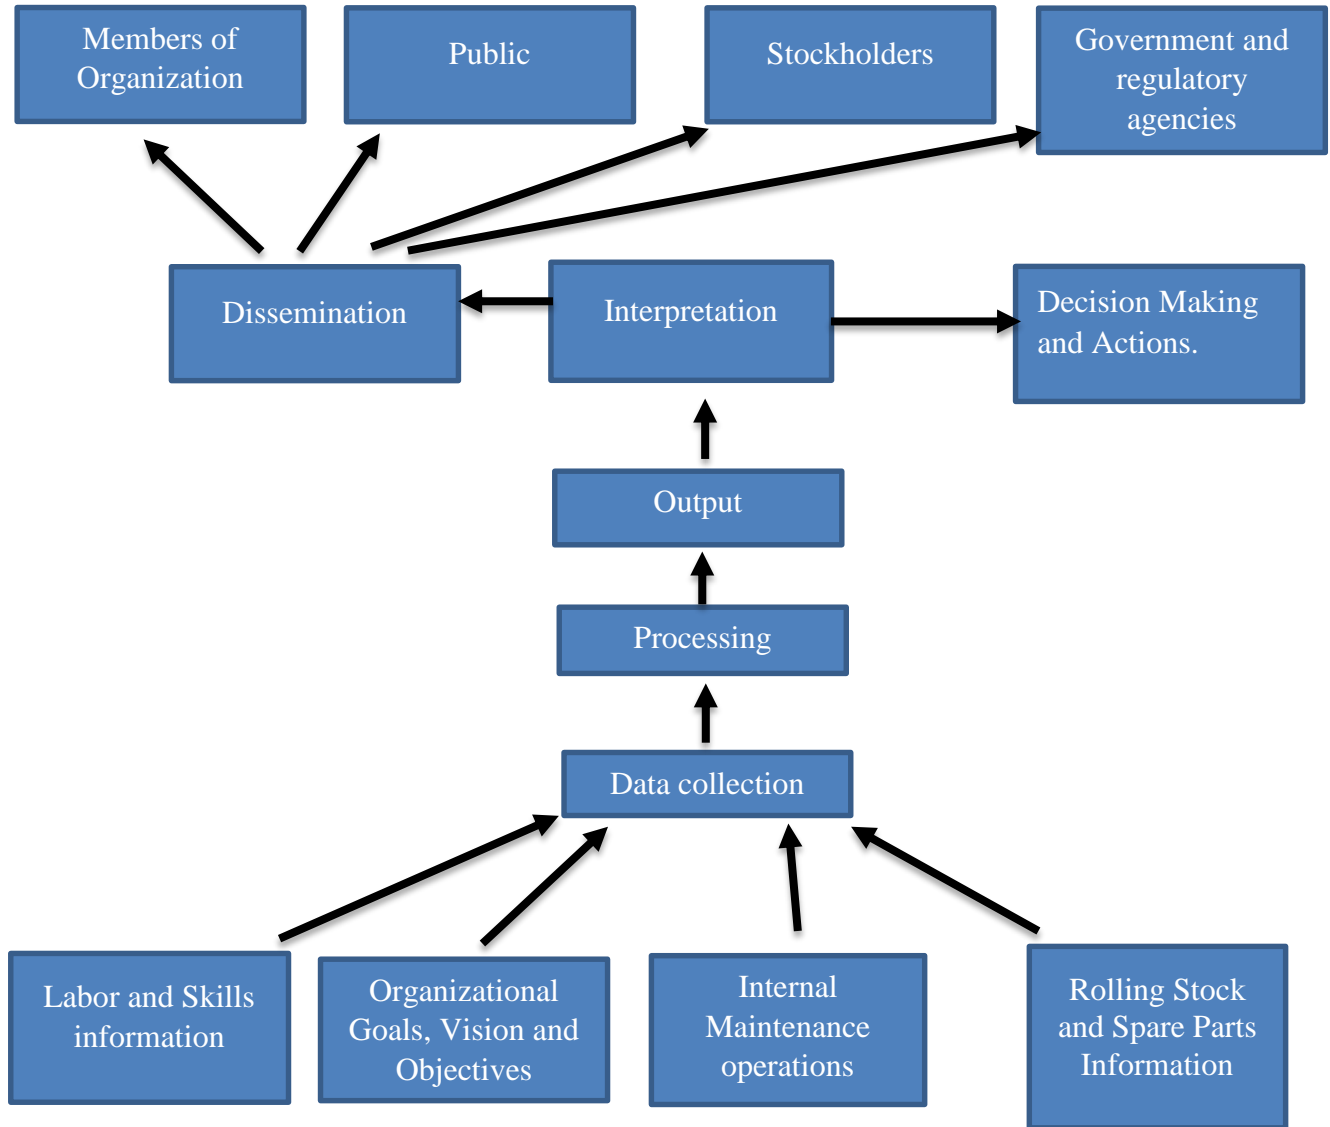 Members of
Organization
Public
Stockholders
Government and
regulatory
agencies
Dissemination
Interpretation
Decision Making
and Actions.
Output
Processing
Data collection
Labor and Skills
information
Organizational
Goals, Vision and
Objectives
Internal
Maintenance
operations
Rolling Stock
and Spare Parts
Information